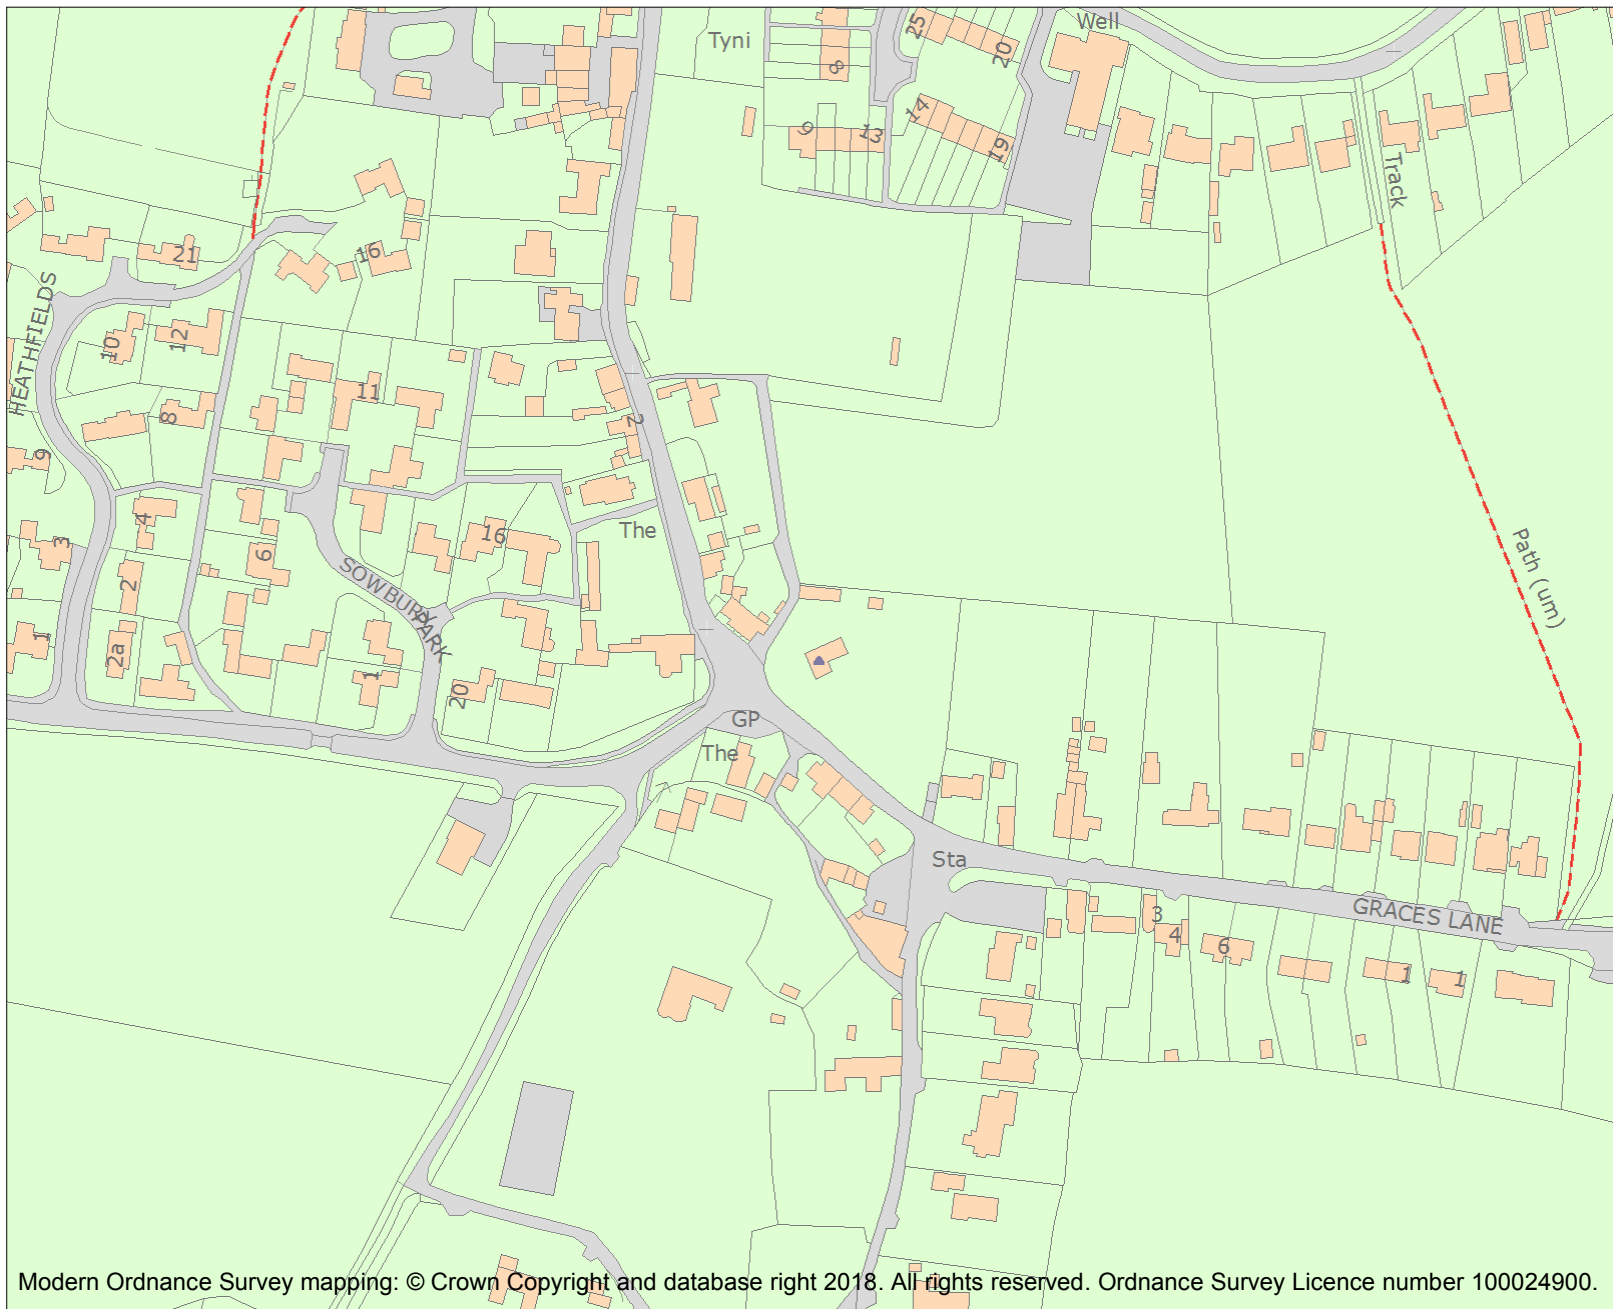 Tyni
Well
25
20
8
14
9
13
19
Track
21
16
HEATHFIELDS
10
12
11
8
2
9
4
16
The
3
6
2
SOWBURY
PARK
Path (um)
1
2a
1
20
GP
The
Sta
GRACES LANE
3
4
6
1
1
Modern Ordnance Survey mapping: © Crown Copyright and database right 2018. All rights reserved. Ordnance Survey Licence number 100024900.